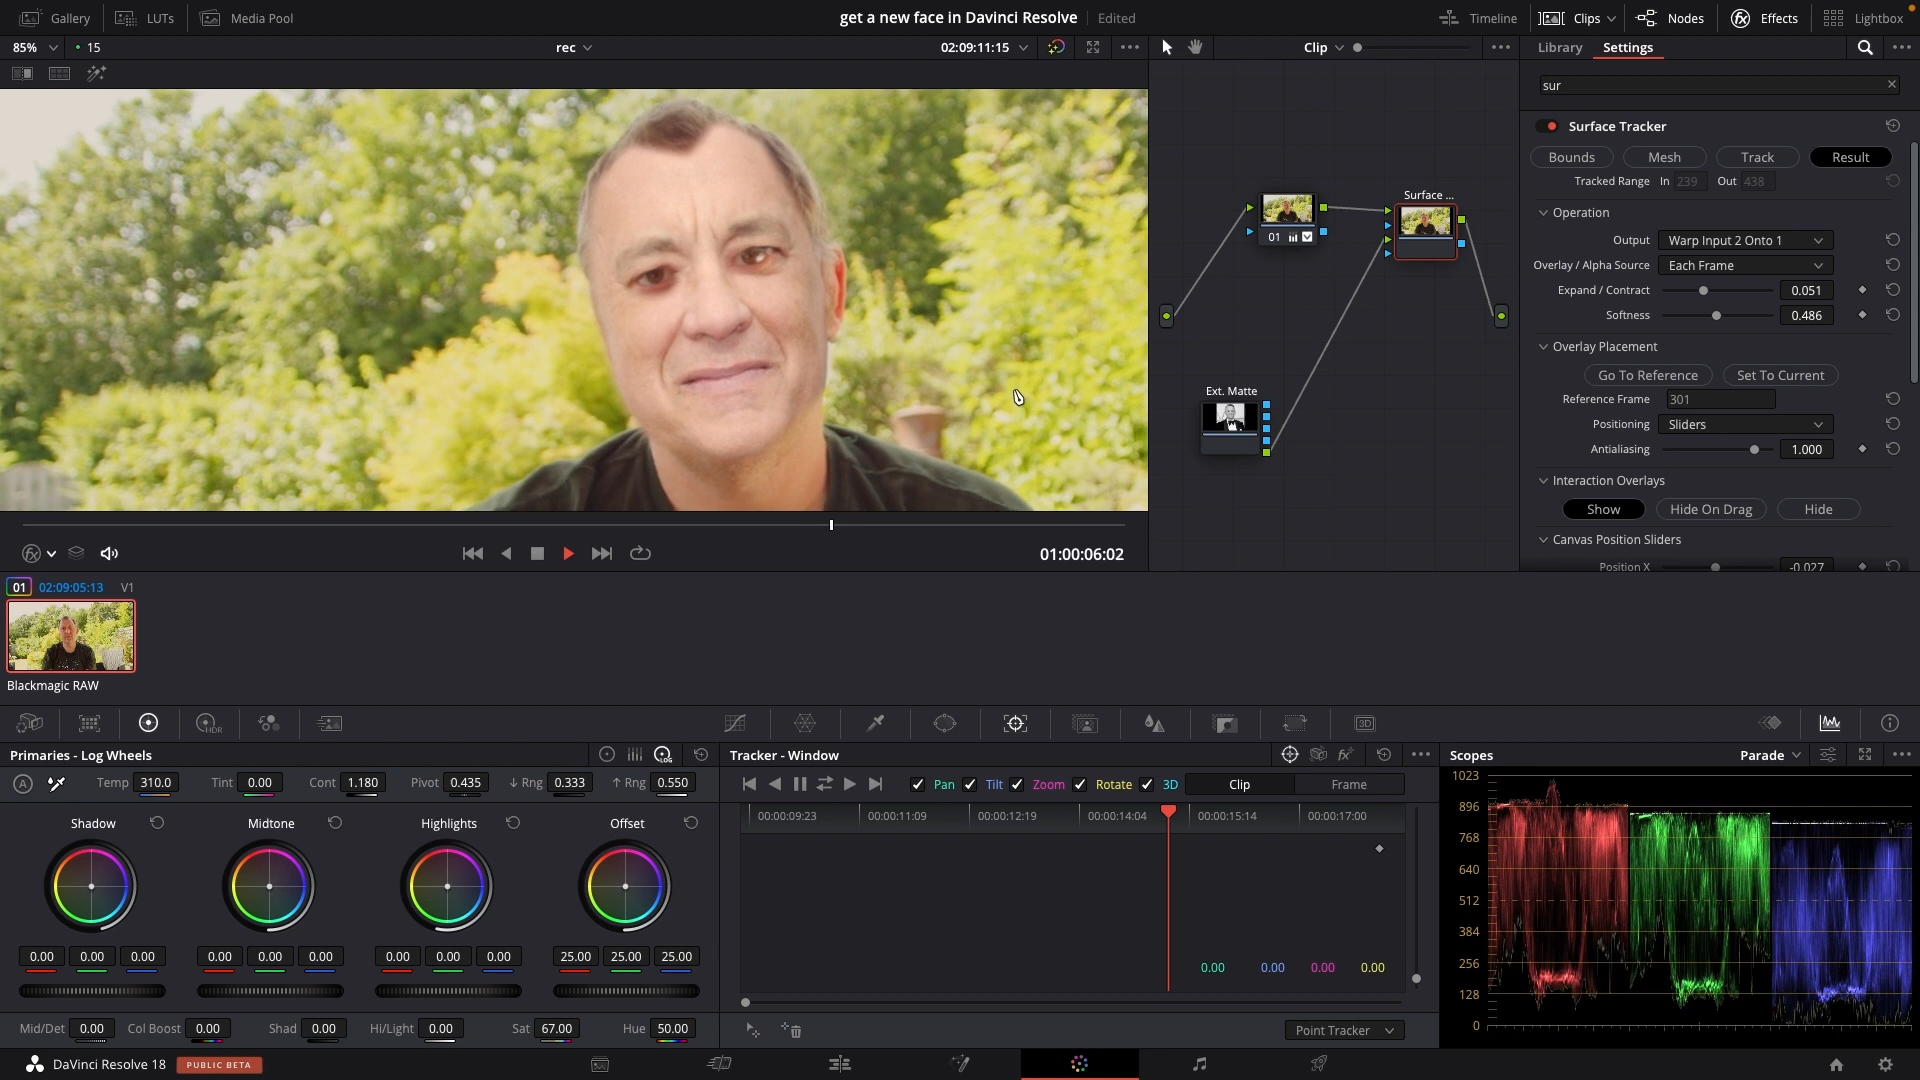 Gallery LUTs Media Pool get a new face in Davinci Resolve Edited Timeline Clips Nodes Effects Lightbox
85% 15 rec 02:09:11:15 Clip Library Settings
sur
Surface Tracker
Bounds Mesh Track Result
Tracked Range In 239 Out 438
Operation
Output Warp Input 2 Onto 1
Overlay / Alpha Source Each Frame
Expand / Contract 0.051
Softness 0.486
Overlay Placement
Go To Reference Set To Current
Reference Frame 301
Positioning Sliders
Antialiasing 1.000
Interaction Overlays
Show Hide On Drag Hide
Canvas Position Sliders
Position X -0.027
Surface ...
01
Ext. Matte
01:00:06:02
01 02:09:05:13 V1
Blackmagic RAW
HDR
3D
Primaries - Log Wheels
LOG
A Temp 310.0 Tint 0.00 Cont 1.180 Pivot 0.435 ↓ Rng 0.333 ↑ Rng 0.550
Shadow Midtone Highlights Offset
0.00 0.00 0.00 0.00 0.00 0.00 0.00 0.00 0.00 25.00 25.00 25.00
Mid/Det 0.00 Col Boost 0.00 Shad 0.00 Hi/Light 0.00 Sat 67.00 Hue 50.00
Tracker - Window
Pan Tilt Zoom Rotate 3D Clip Frame
00:00:09:23 00:00:11:09 00:00:12:19 00:00:14:04 00:00:15:14 00:00:17:00
0.00 0.00 0.00 0.00
Point Tracker
Scopes Parade
1023
896
768
640
512
384
256
128
0
DaVinci Resolve 18 PUBLIC BETA